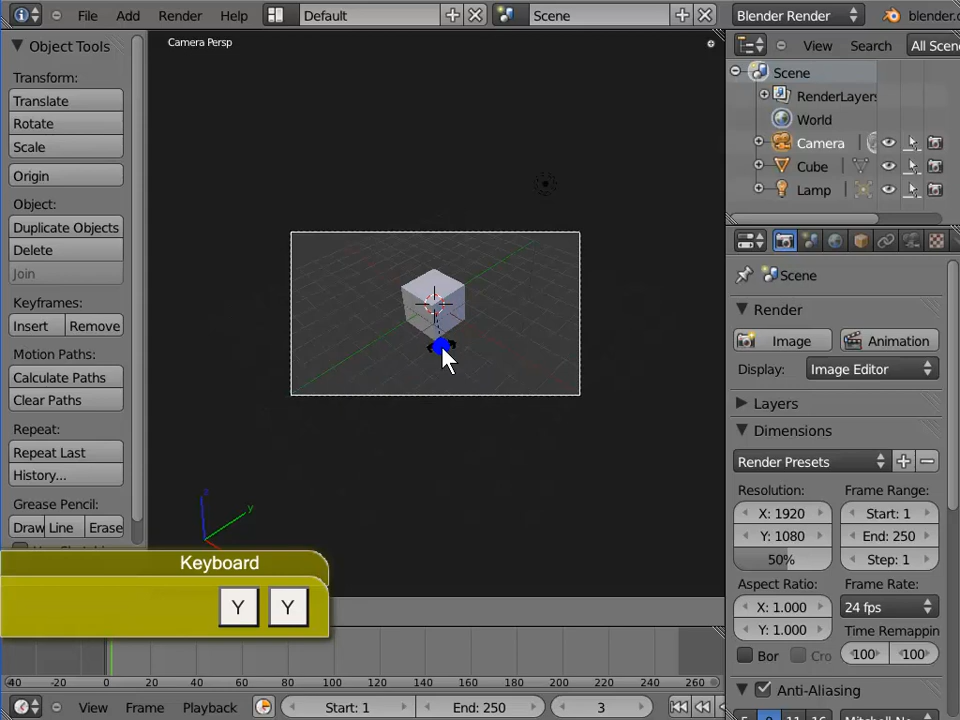 File Add Render Help Default Scene Blender Render
Object Tools
Camera Persp
View Search All Scen
Transform:
Translate
Rotate
Scale
Origin
Object:
Duplicate Objects
Delete
Join
Keyframes:
Insert Remove
Motion Paths:
Calculate Paths
Clear Paths
Repeat:
Repeat Last
History...
Grease Pencil:
Draw Line Erase
z
y
Keyboard
Y Y
Scene
RenderLayers
World
Camera
Cube
Lamp
Scene
Render
Image Animation
Display: Image Editor
Layers
Dimensions
Render Presets
Resolution: Frame Range:
X: 1920 Start: 1
Y: 1080 End: 250
50% Step: 1
Aspect Ratio: Frame Rate:
X: 1.000 24 fps
Y: 1.000 Time Remappin
Bor Cro 100 100
Anti-Aliasing
-40 -20 0 20 40 60 80 100 120 140 160 180 200 220 240 260
View Frame Playback Start: 1 End: 250 3